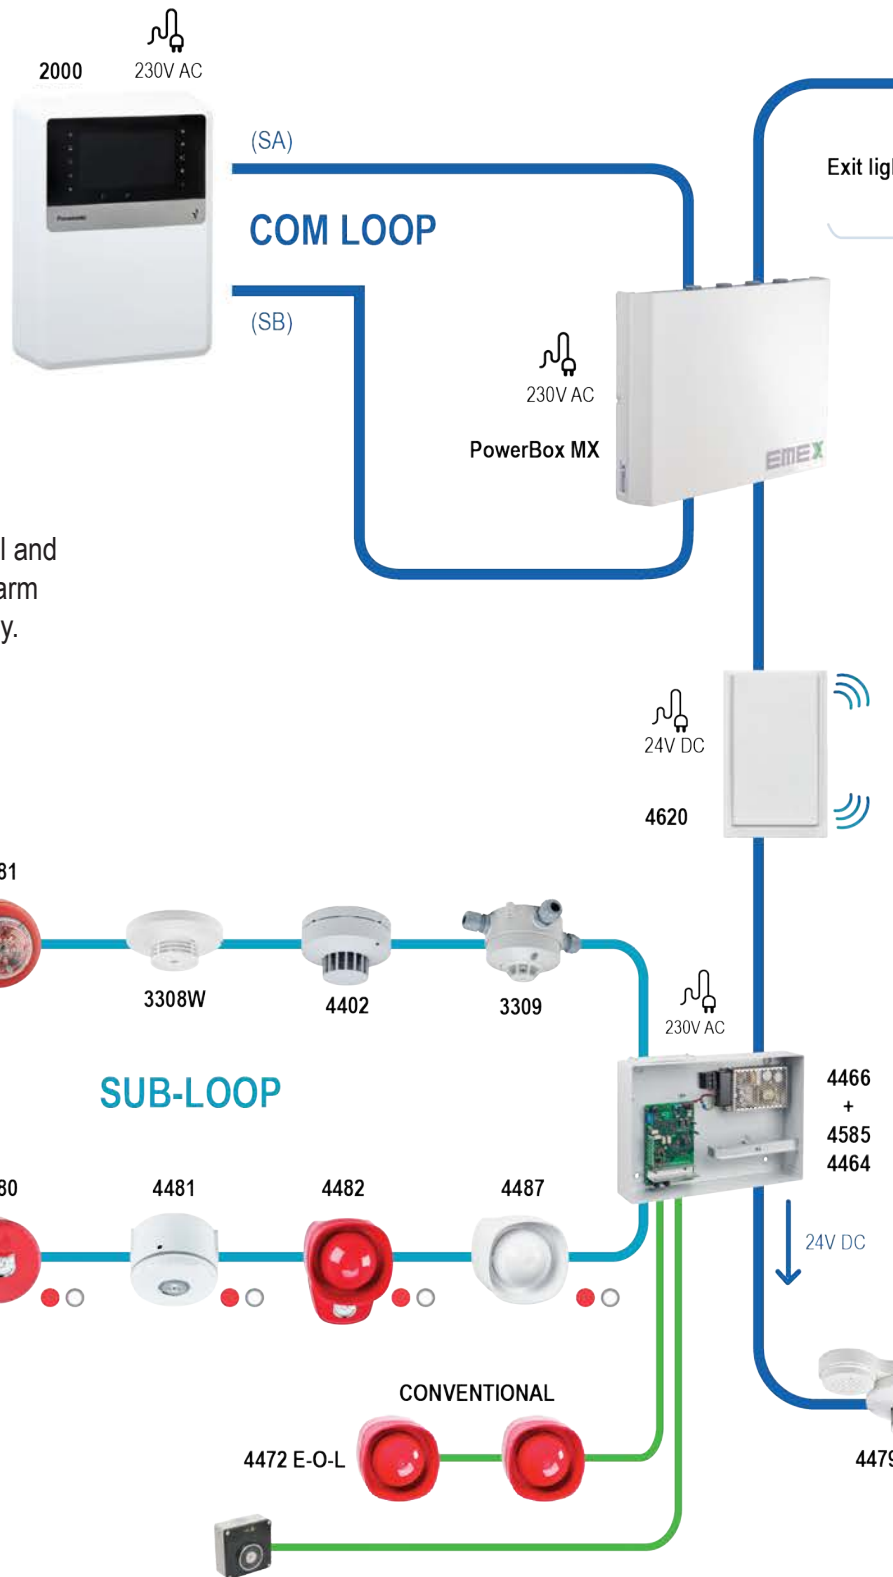 2000
230V AC
(SA)
COM LOOP
(SB)
Panasonic
Exit lig
230V AC
PowerBox MX
EMEX
l and
arm
y.
24V DC
4620
81
3308W
4402
3309
230V AC
SUB-LOOP
4466
+
4585
4464
80
4481
4482
4487
24V DC
CONVENTIONAL
4472 E-O-L
4479